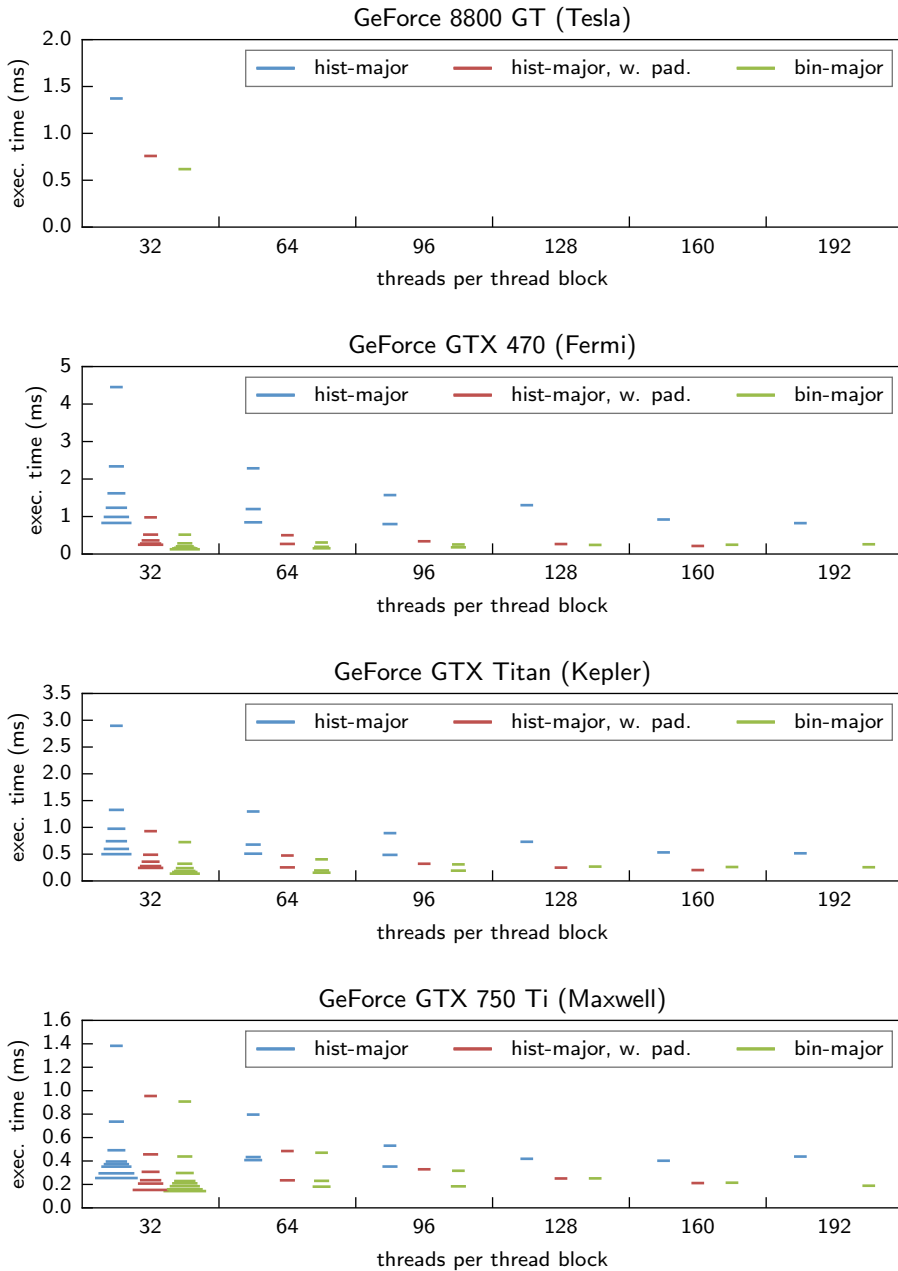 GeForce 8800 GT (Tesla)
2.0
hist-major hist-major, w. pad. bin-major
1.5
1.0
0.5
0.0
exec. time (ms)
32 64 96 128 160 192
threads per thread block
GeForce GTX 470 (Fermi)
5
hist-major hist-major, w. pad. bin-major
4
3
2
1
0
exec. time (ms)
32 64 96 128 160 192
threads per thread block
GeForce GTX Titan (Kepler)
3.5
hist-major hist-major, w. pad. bin-major
3.0
2.5
2.0
1.5
1.0
0.5
0.0
exec. time (ms)
32 64 96 128 160 192
threads per thread block
GeForce GTX 750 Ti (Maxwell)
1.6
hist-major hist-major, w. pad. bin-major
1.4
1.2
1.0
0.8
0.6
0.4
0.2
0.0
exec. time (ms)
32 64 96 128 160 192
threads per thread block